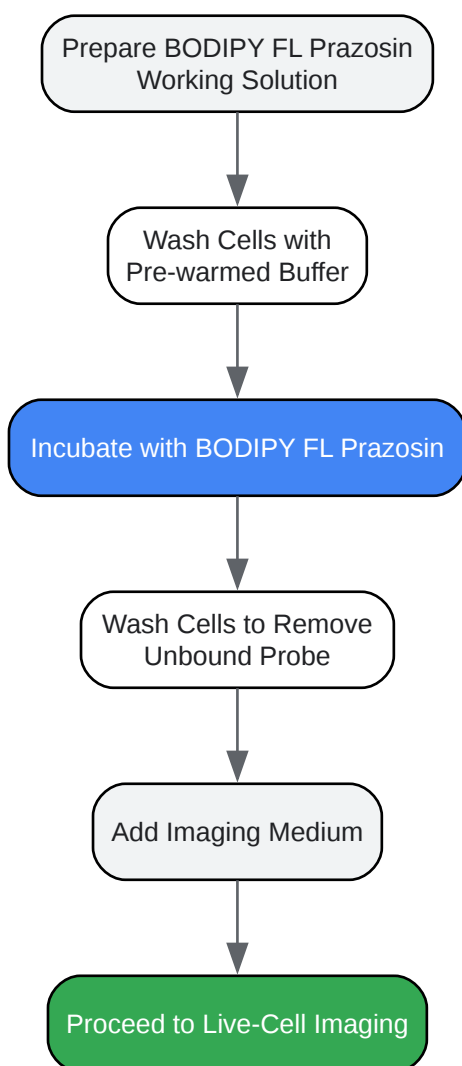 Prepare BODIPY FL Prazosin
Working Solution
Wash Cells with
Pre-warmed Buffer
Incubate with BODIPY FL Prazosin
Wash Cells to Remove
Unbound Probe
Add Imaging Medium
Proceed to Live-Cell Imaging